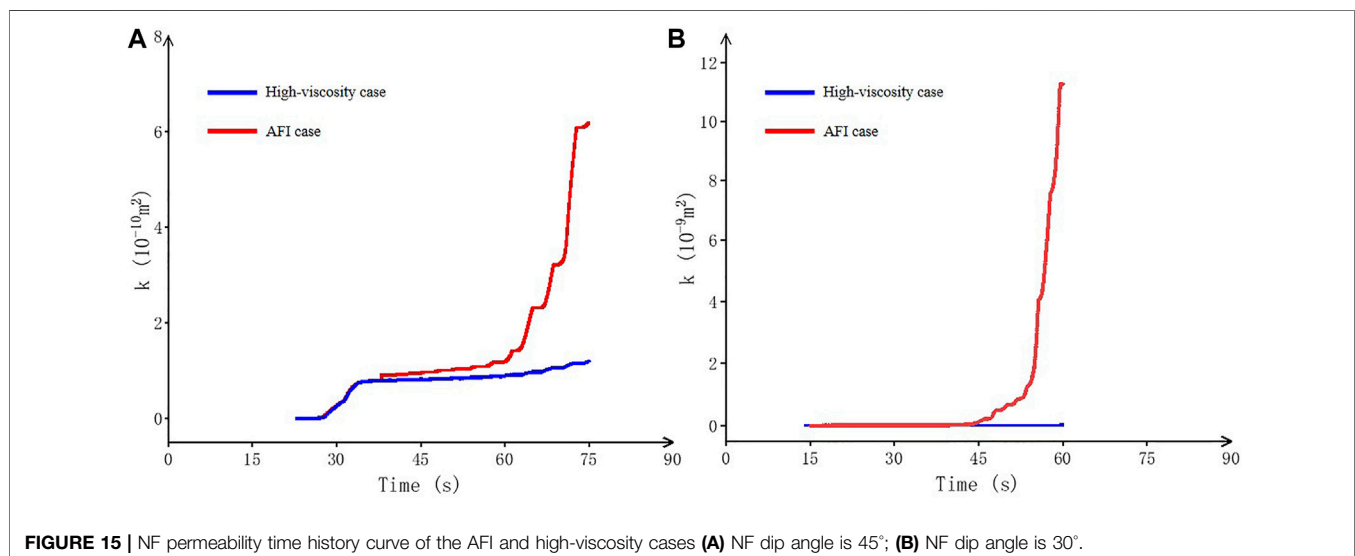 A
8
6
4
2
0
k (10⁻¹⁰m²)
High-viscosity case
AFI case
0 15 30 45 60 75 90
Time (s)
B
12
10
8
6
4
2
0
k (10⁻⁹m²)
High-viscosity case
AFI case
0 15 30 45 60 75 90
Time (s)
FIGURE 15 | NF permeability time history curve of the AFI and high-viscosity cases (A) NF dip angle is 45°; (B) NF dip angle is 30°.